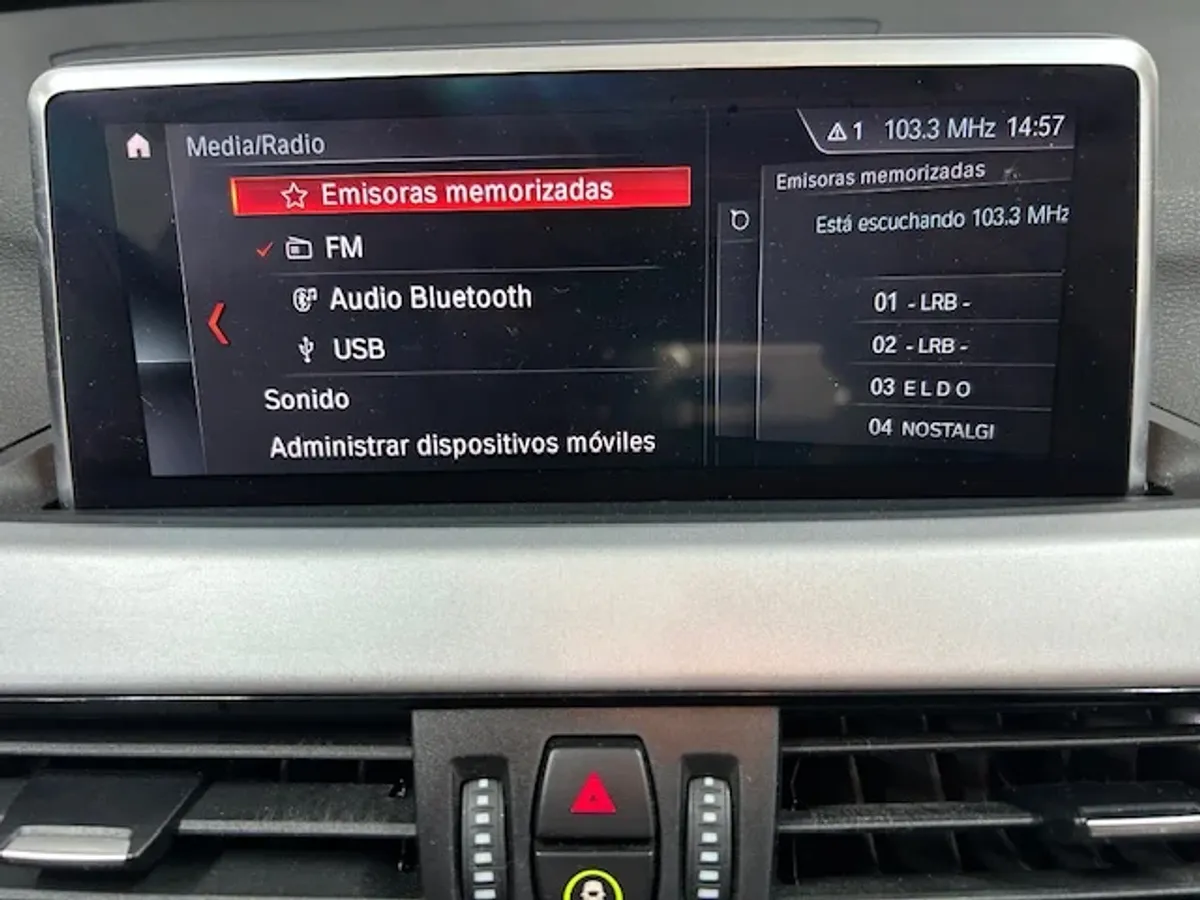 Media/Radio
1 103.3 MHz 14:57
Emisoras memorizadas
FM
Audio Bluetooth
USB
Sonido
Administrar dispositivos móviles
Emisoras memorizadas
Está escuchando 103.3 MHz
01 - LRB -
02 - LRB -
03 E L D O
04 NOSTALGI